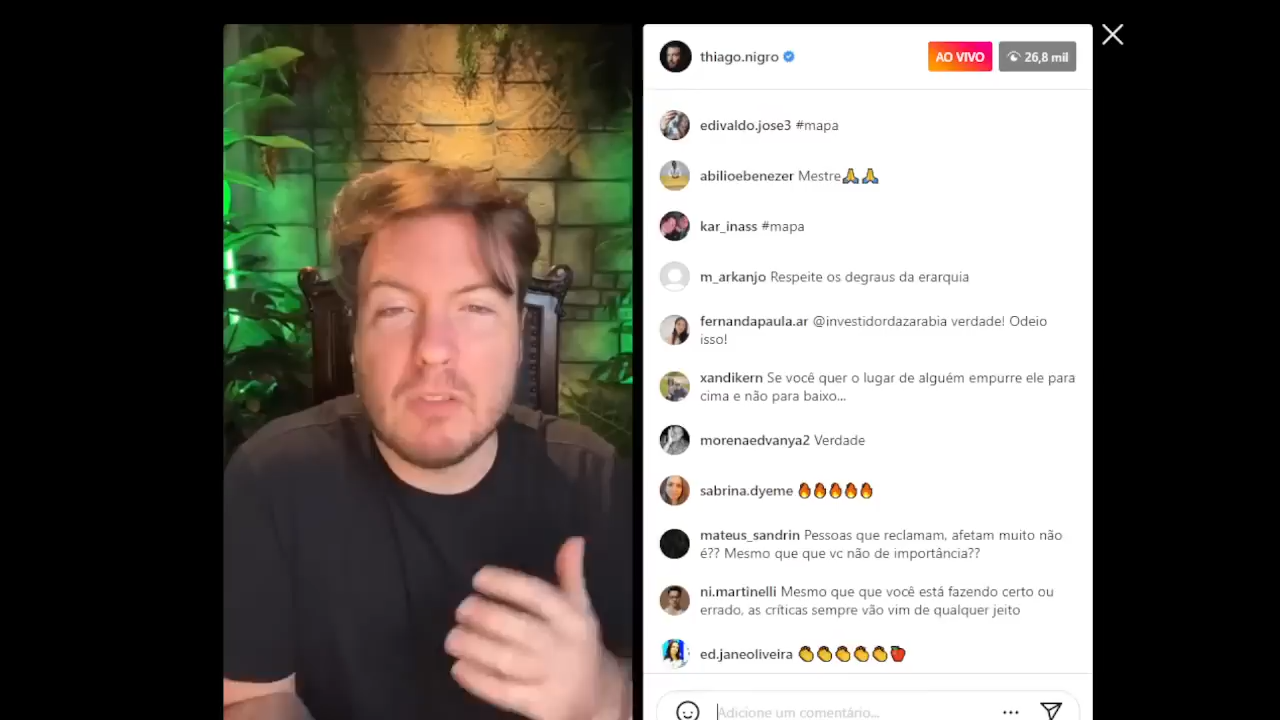 thiago.nigro
AO VIVO
26,8 mil
edivaldo.jose3 #mapa
abilioebenezer Mestre🙏🙏
kar_inass #mapa
m_arkanjo Respeite os degraus da erarquia
fernandapaula.ar @investidordazarabia verdade! Odeio
isso!
xandikern Se você quer o lugar de alguém empurre ele para
cima e não para baixo...
morenaedvanya2 Verdade
sabrina.dyeme 🔥🔥🔥🔥🔥
mateus_sandrin Pessoas que reclamam, afetam muito não
é?? Mesmo que que vc não de importância??
ni.martinelli Mesmo que que você está fazendo certo ou
errado, as críticas sempre vão vim de qualquer jeito
ed.janeoliveira 👏👏👏👏👏🍎
Adicione um comentário...